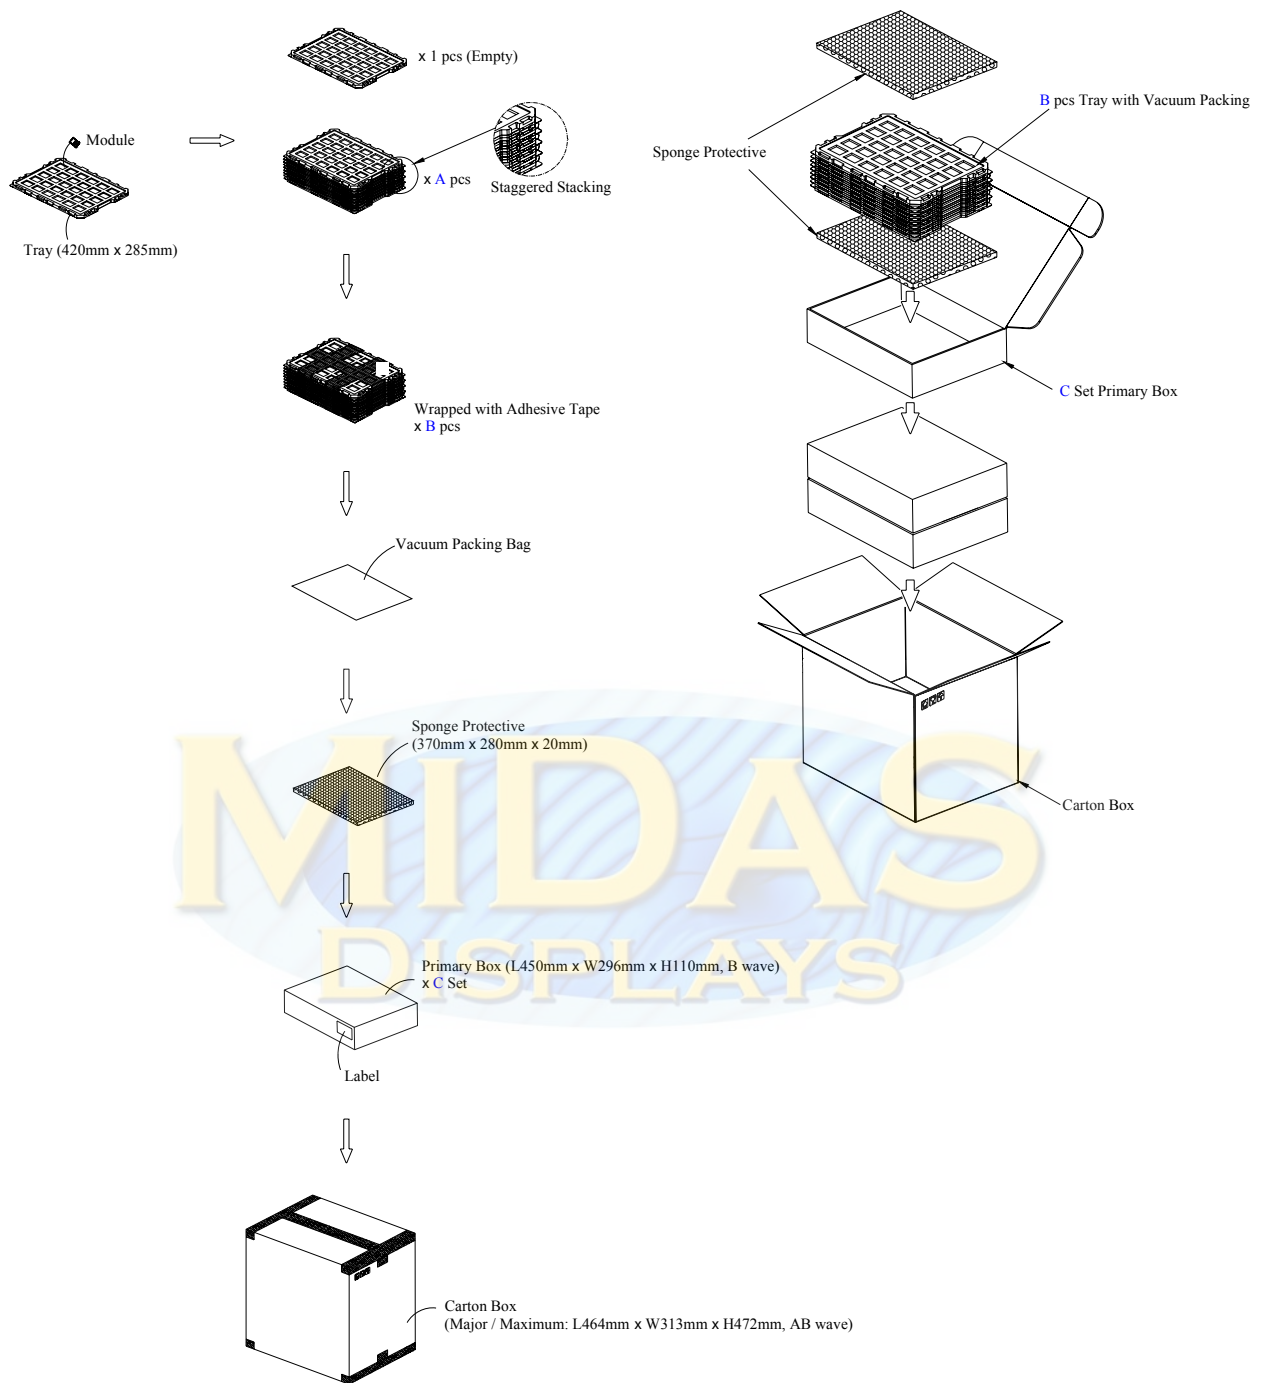 x 1 pcs (Empty)
Module
Tray (420mm x 285mm)
x A pcs
Staggered Stacking
Wrapped with Adhesive Tape
x B pcs
Vacuum Packing Bag
Sponge Protective
(370mm x 280mm x 20mm)
Primary Box (L450mm x W296mm x H110mm, B wave)
x C Set
Label
Carton Box
(Major / Maximum: L464mm x W313mm x H472mm, AB wave)
B pcs Tray with Vacuum Packing
Sponge Protective
C Set Primary Box
Carton Box
MIDAS
DISPLAYS